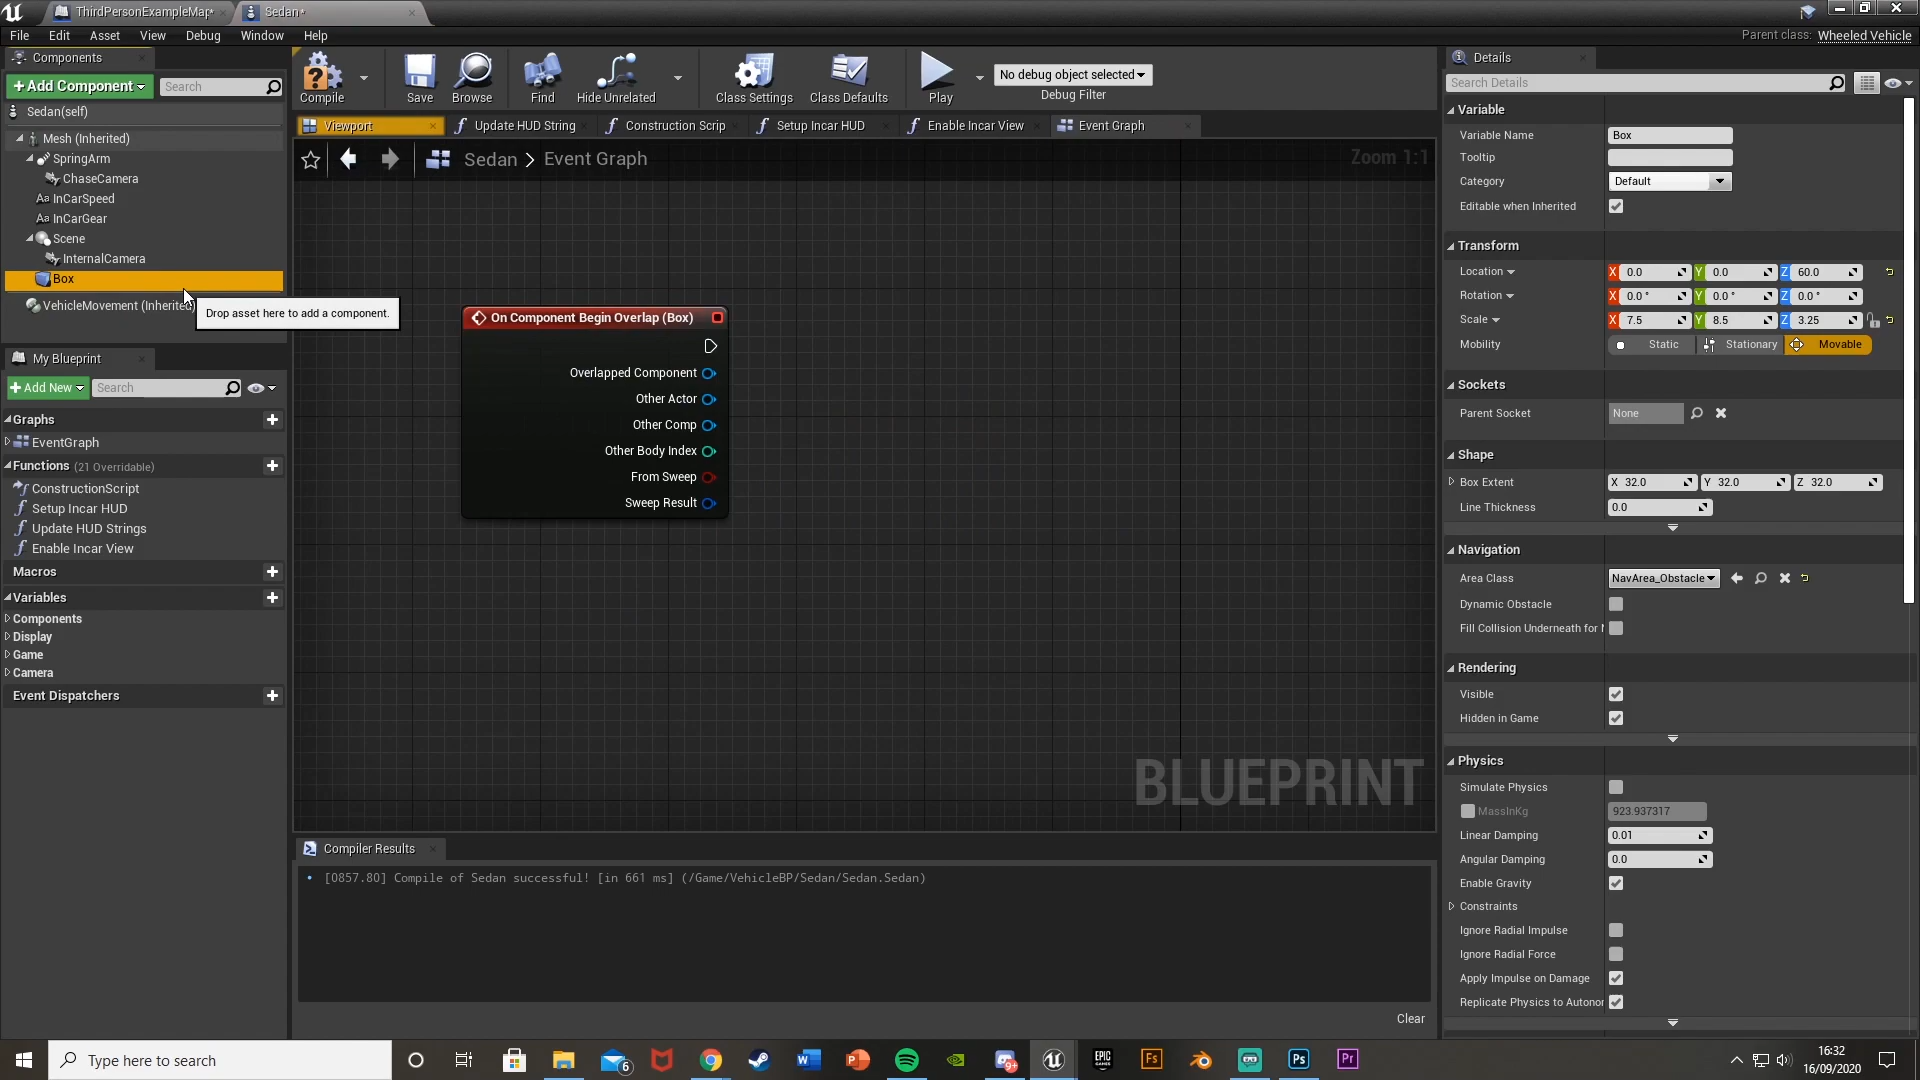 ThirdPersonExampleMap*
Sedan*
File Edit Asset View Debug Window Help
Parent class: Wheeled Vehicle
Components
+Add Component
Search
Sedan(self)
Mesh (Inherited)
SpringArm
ChaseCamera
InCarSpeed
InCarGear
Scene
InternalCamera
Box
VehicleMovement (Inherited)
Drop asset here to add a component.
Compile
Save
Browse
Find
Hide Unrelated
Class Settings
Class Defaults
Play
No debug object selected
Debug Filter
Viewport
Update HUD String
Construction Scrip
Setup Incar HUD
Enable Incar View
Event Graph
Sedan > Event Graph
Zoom 1:1
On Component Begin Overlap (Box)
Overlapped Component
Other Actor
Other Comp
Other Body Index
From Sweep
Sweep Result
BLUEPRINT
My Blueprint
+Add New
Search
Graphs
EventGraph
Functions (21 Overridable)
ConstructionScript
Setup Incar HUD
Update HUD Strings
Enable Incar View
Macros
Variables
Components
Display
Game
Camera
Event Dispatchers
Compiler Results
• [0857.80] Compile of Sedan successful! [in 661 ms] (/Game/VehicleBP/Sedan/Sedan.Sedan)
Clear
Details
Search Details
Variable
Variable Name Box
Tooltip
Category Default
Editable when Inherited
Transform
Location X 0.0 Y 0.0 Z 60.0
Rotation X 0.0 ° Y 0.0 ° Z 0.0 °
Scale X 7.5 Y 8.5 Z 3.25
Mobility Static Stationary Movable
Sockets
Parent Socket None
Shape
Box Extent X 32.0 Y 32.0 Z 32.0
Line Thickness 0.0
Navigation
Area Class NavArea_Obstacle
Dynamic Obstacle
Fill Collision Underneath for
Rendering
Visible
Hidden in Game
Physics
Simulate Physics
MassInKg 923.937317
Linear Damping 0.01
Angular Damping 0.0
Enable Gravity
Constraints
Ignore Radial Impulse
Ignore Radial Force
Apply Impulse on Damage
Replicate Physics to Autonor
Type here to search
16:32
16/09/2020